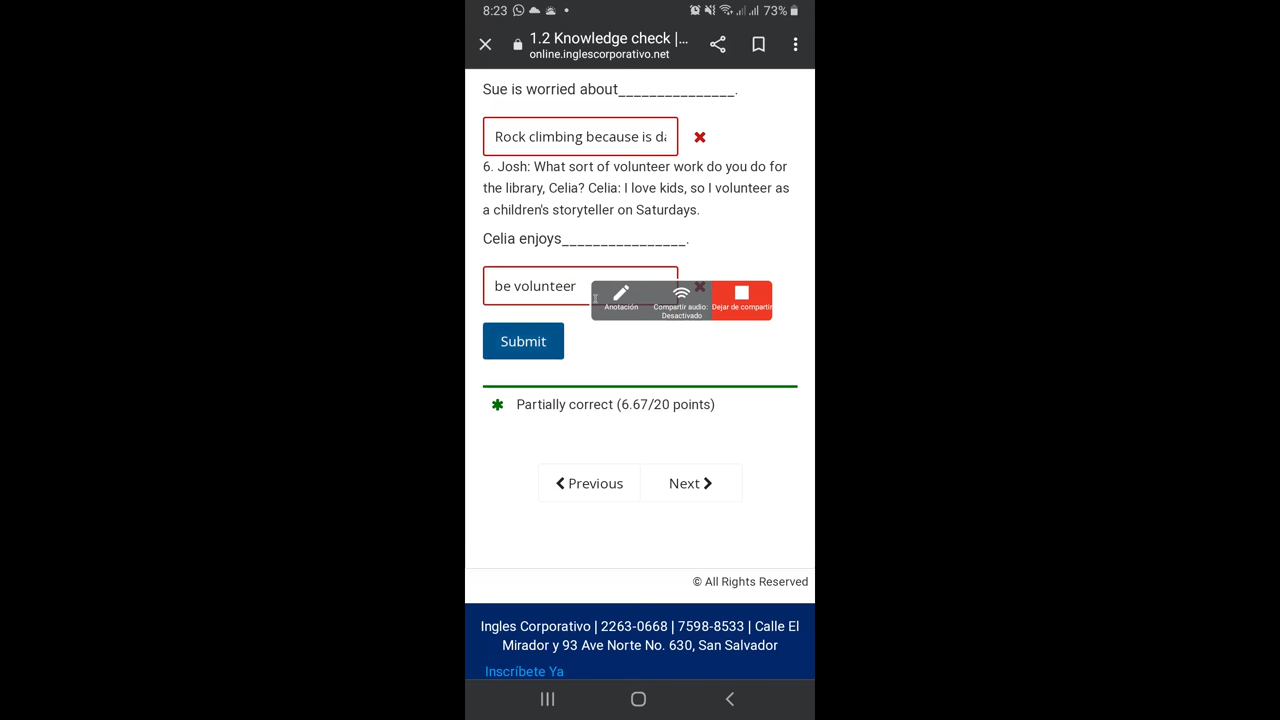 8:23
73%
1.2 Knowledge check |...
online.inglescorporativo.net
Sue is worried about_______________.
Rock climbing because is da
6. Josh: What sort of volunteer work do you do for
the library, Celia? Celia: I love kids, so I volunteer as
a children's storyteller on Saturdays.
Celia enjoys________________.
be volunteer
Anotación
Compartir audio:
Desactivado
Dejar de compartir
Submit
Partially correct (6.67/20 points)
Previous
Next
© All Rights Reserved
Ingles Corporativo | 2263-0668 | 7598-8533 | Calle El
Mirador y 93 Ave Norte No. 630, San Salvador
Inscríbete Ya